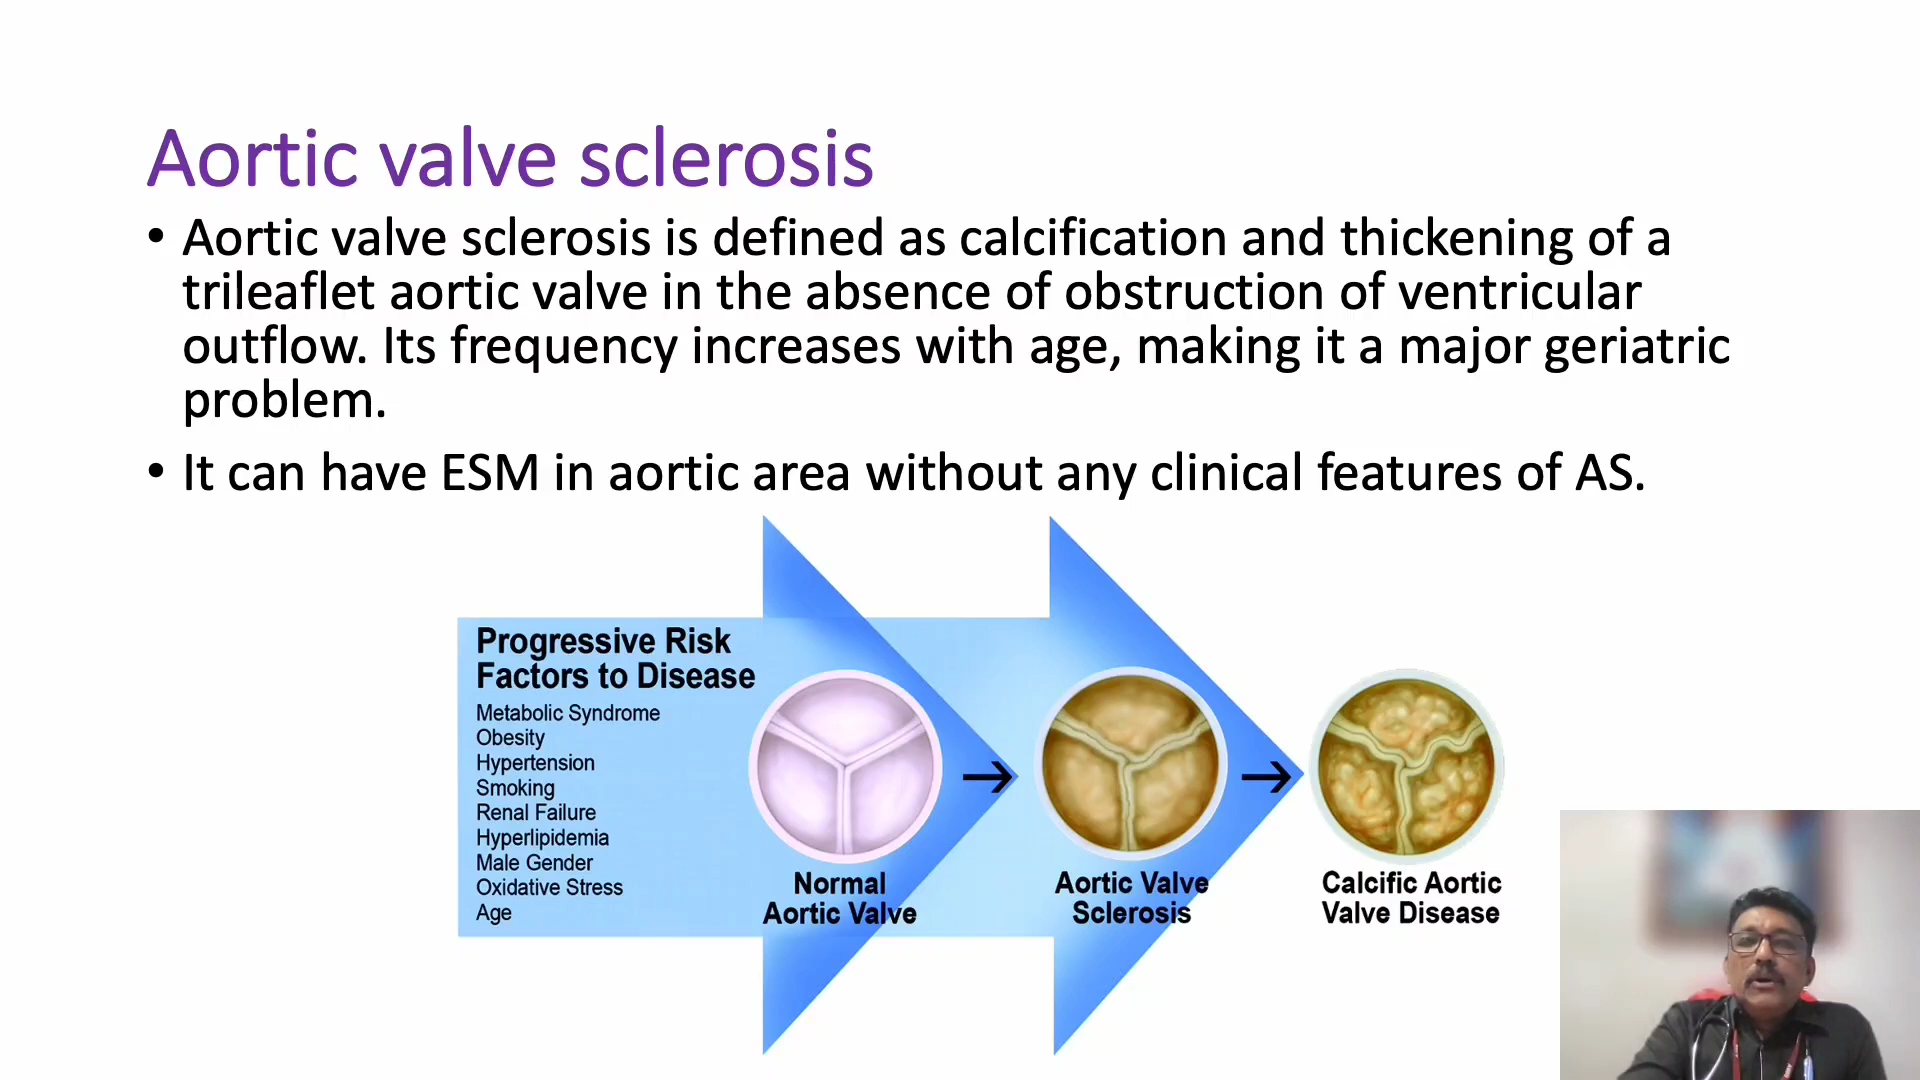 Aortic valve sclerosis
• Aortic valve sclerosis is defined as calcification and thickening of a
trileaflet aortic valve in the absence of obstruction of ventricular
outflow. Its frequency increases with age, making it a major geriatric
problem.
• It can have ESM in aortic area without any clinical features of AS.
Progressive Risk
Factors to Disease
Metabolic Syndrome
Obesity
Hypertension
Smoking
Renal Failure
Hyperlipidemia
Male Gender
Oxidative Stress
Age
Normal
Aortic Valve
Aortic Valve
Sclerosis
Calcific Aortic
Valve Disease